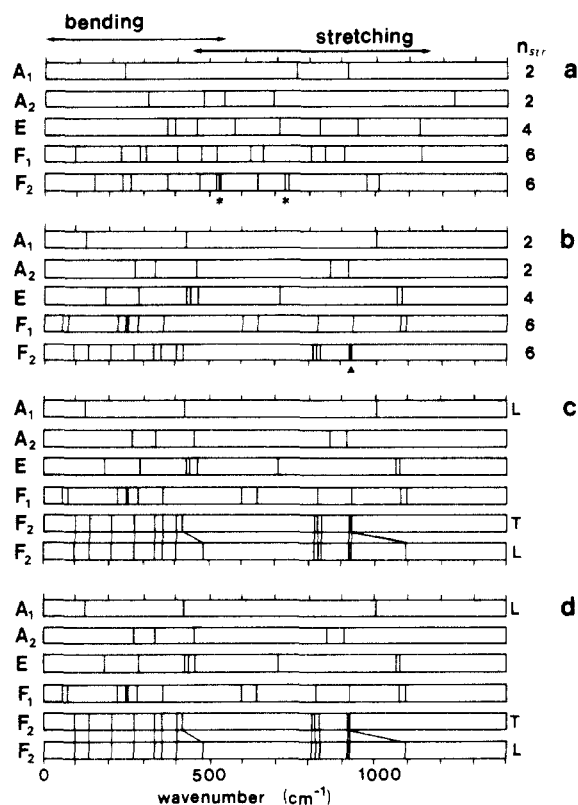 bending
stretching
n_str
A₁ 2 a
A₂ 2
E 4
F₁ 6
F₂ 6
* *
A₁ 2 b
A₂ 2
E 4
F₁ 6
F₂ 6
▲
A₁ L c
A₂
E
F₁
F₂ T
F₂ L
A₁ L d
A₂
E
F₁
F₂ T
F₂ L
0 500 1000
wavenumber (cm⁻¹)